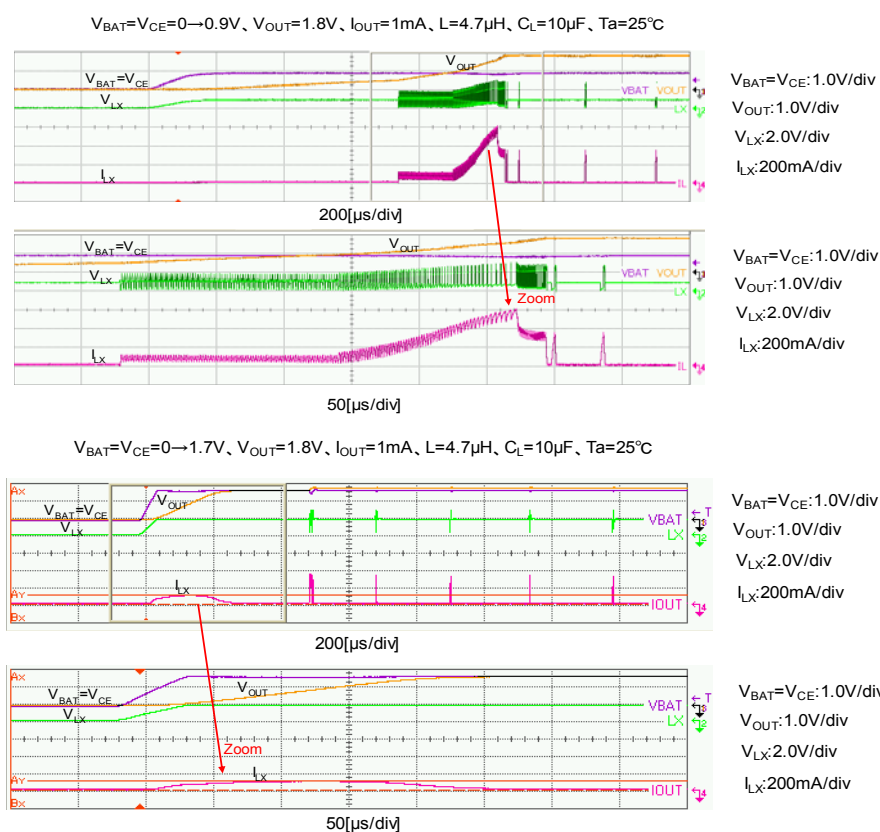 VBAT=VCE=0→0.9V、VOUT=1.8V、IOUT=1mA、L=4.7μH、CL=10μF、Ta=25℃
VOUT
VBAT=VCE
VLX
ILX
VBAT VOUT
LX
IL
VBAT=VCE:1.0V/div
VOUT:1.0V/div
VLX:2.0V/div
ILX:200mA/div
200[μs/div]
VBAT=VCE
VOUT
VLX
Zoom
ILX
VBAT VOUT
LX
IL
VBAT=VCE:1.0V/div
VOUT:1.0V/div
VLX:2.0V/div
ILX:200mA/div
50[μs/div]
VBAT=VCE=0→1.7V、VOUT=1.8V、IOUT=1mA、L=4.7μH、CL=10μF、Ta=25℃
Ax
VOUT
VBAT=VCE
VLX
ILX
AY
Bx
T
VBAT
LX
IOUT
VBAT=VCE:1.0V/div
VOUT:1.0V/div
VLX:2.0V/div
ILX:200mA/div
200[μs/div]
Ax
VBAT=VCE
VOUT
VLX
Zoom
ILX
AY
Bx
T
VBAT
LX
IOUT
VBAT=VCE:1.0V/div
VOUT:1.0V/div
VLX:2.0V/div
ILX:200mA/div
50[μs/div]